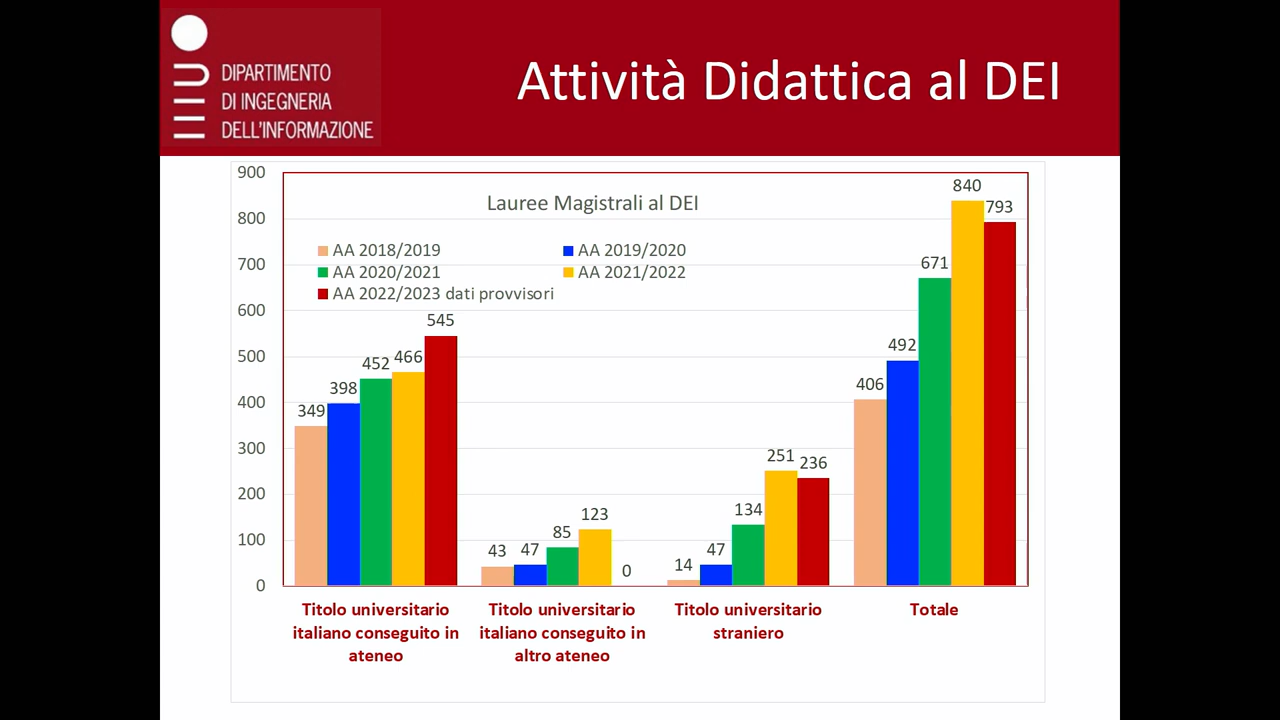 DIPARTIMENTO
DI INGEGNERIA
DELL'INFORMAZIONE
Attività Didattica al DEI
Lauree Magistrali al DEI
AA 2018/2019
AA 2019/2020
AA 2020/2021
AA 2021/2022
AA 2022/2023 dati provvisori
900
800
700
600
500
400
300
200
100
0
349
398
452
466
545
43
47
85
123
0
14
47
134
251
236
406
492
671
840
793
Titolo universitario
italiano conseguito in
ateneo
Titolo universitario
italiano conseguito in
altro ateneo
Titolo universitario
straniero
Totale